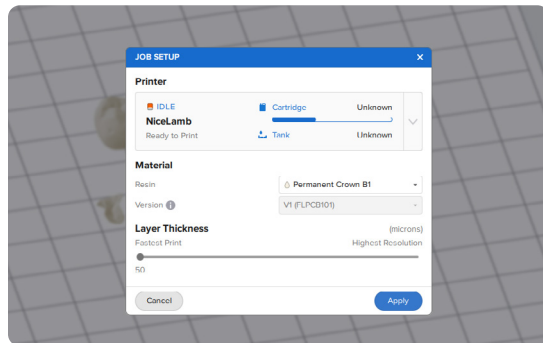 JOB SETUP ×
Printer
IDLE Cartridge Unknown
NiceLamb
Ready to Print Tank Unknown
Material
Resin Permanent Crown B1
Version V1 (FLPCB101)
Layer Thickness (microns)
Fastest Print Highest Resolution
50
Cancel Apply